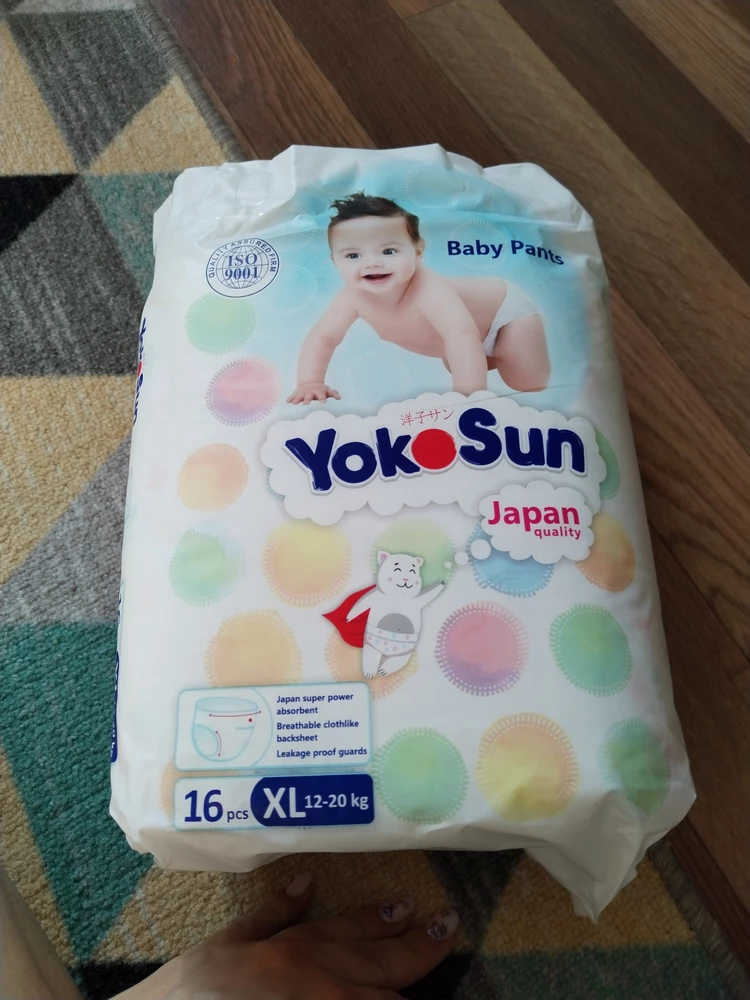 QUALITY ASSURED FIRM
ISO
9001
Baby Pants
洋子サン
YokoSun
Japan
quality
Japan super power
absorbent
Breathable clothlike
backsheet
Leakage proof guards
16 pcs XL 12-20 kg
YokoSun